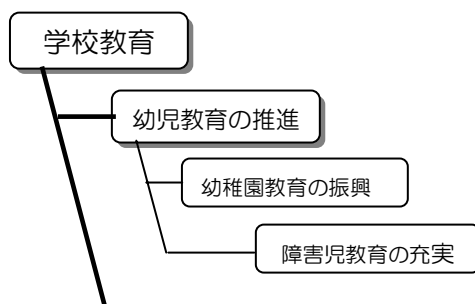 学校教育
幼児教育の推進
幼稚園教育の振興
障害児教育の充実